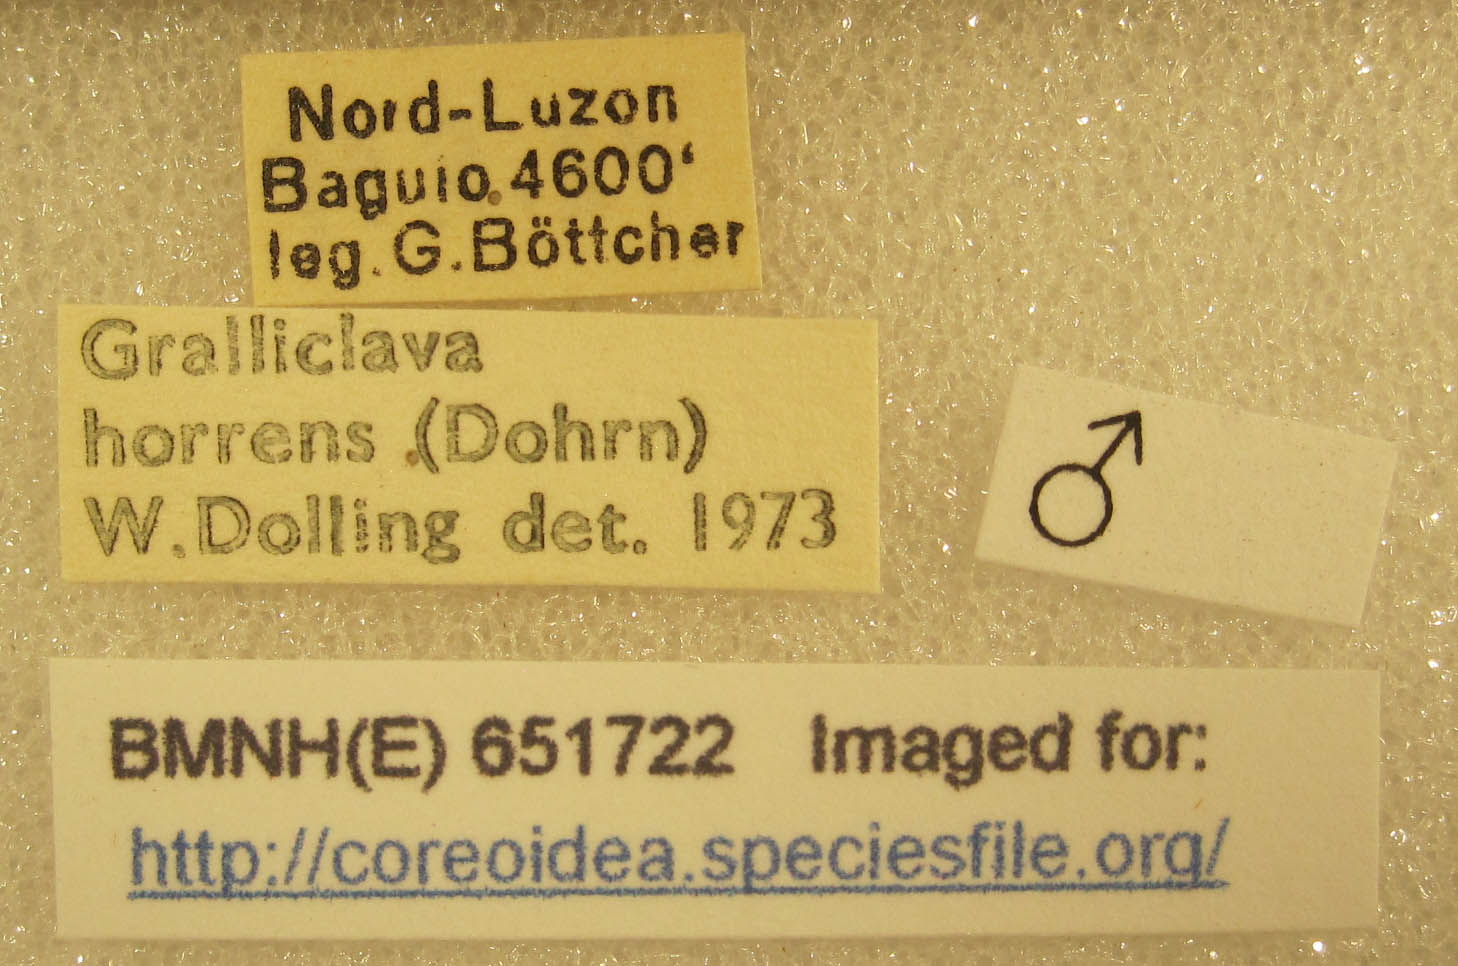 Nord-Luzon
Baguio. 4600‘
leg. G. Böttcher
Gralliclava
horrens (Dohrn)
W. Dolling det. 1973
♂
BMNH(E) 651722 Imaged for:
http://coreoidea.speciesfile.org/